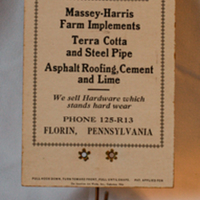 Massey-Harris
Farm Implements
Terra Cotta
and Steel Pipe
Asphalt Roofing, Cement
and Lime
We sell Hardware which
stands hard wear
PHONE 125-R13
FLORIN, PENNSYLVANIA